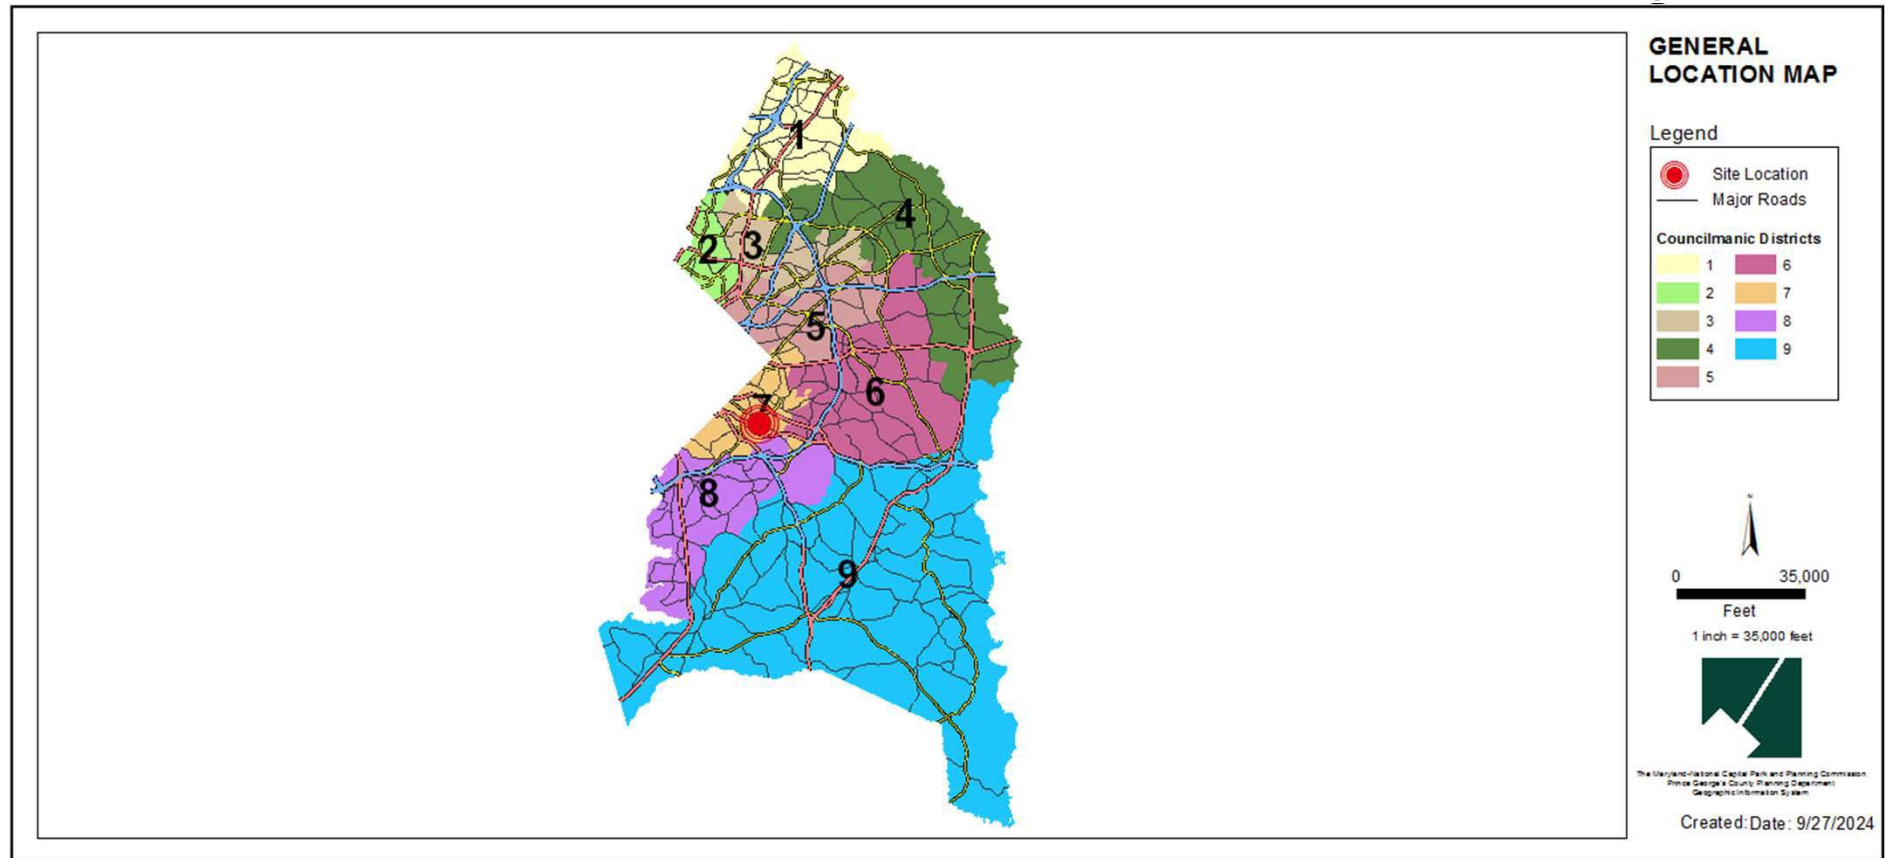 GENERAL
LOCATION MAP
Legend
Site Location
Major Roads
Councilmanic Districts
1 6
2 7
3 8
4 9
5
1
4
2 3
5
6
7
8
9
N
0 35,000
Feet
1 inch = 35,000 feet
The Maryland-National Capital Park and Planning Commission
Prince George's County Planning Department
Geographic Information System
Created: Date: 9/27/2024